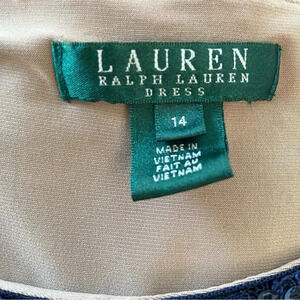 LAUREN
RALPH LAUREN
DRESS
14
MADE IN
VIETNAM
FAIT AU
VIETNAM